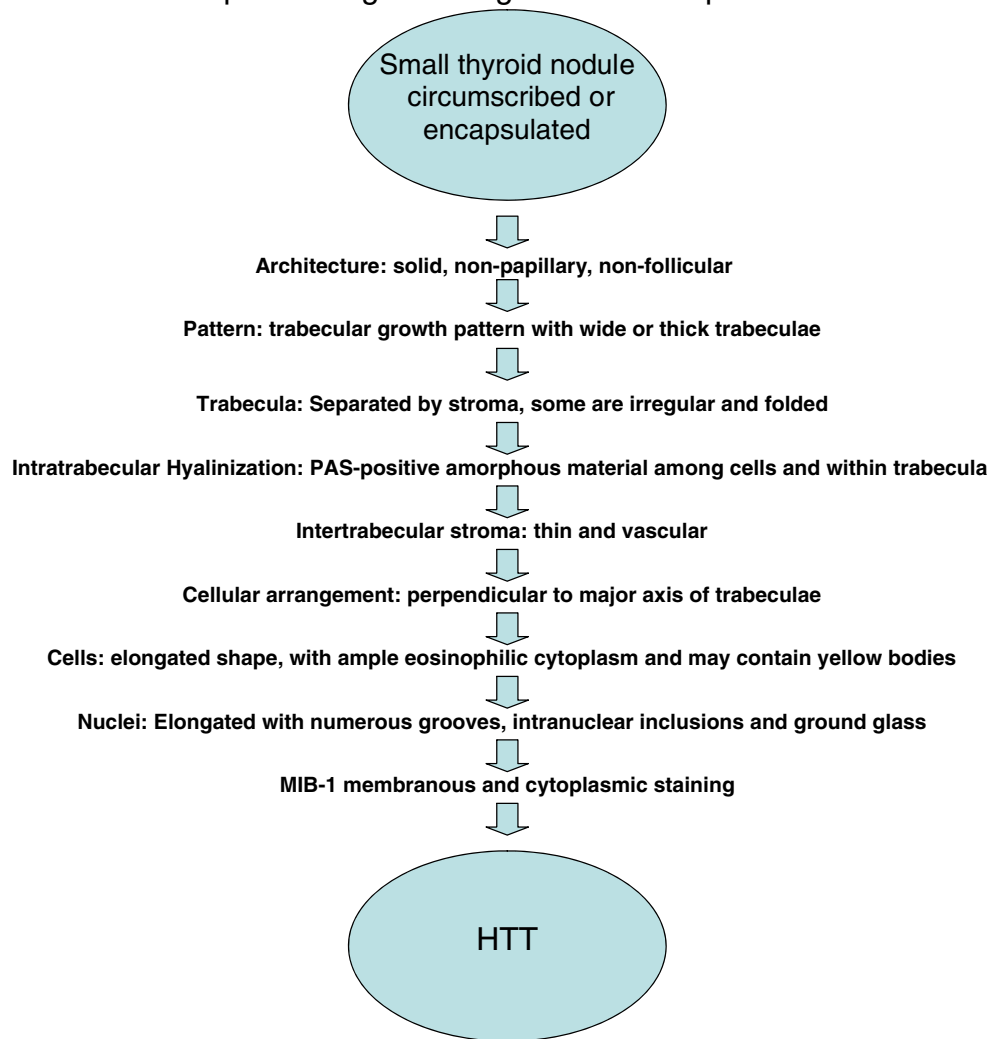 Small thyroid nodule
circumscribed or
encapsulated
Architecture: solid, non-papillary, non-follicular
Pattern: trabecular growth pattern with wide or thick trabeculae
Trabecula: Separated by stroma, some are irregular and folded
Intratrabecular Hyalinization: PAS-positive amorphous material among cells and within trabecula
Intertrabecular stroma: thin and vascular
Cellular arrangement: perpendicular to major axis of trabeculae
Cells: elongated shape, with ample eosinophilic cytoplasm and may contain yellow bodies
Nuclei: Elongated with numerous grooves, intranuclear inclusions and ground glass
MIB-1 membranous and cytoplasmic staining
HTT